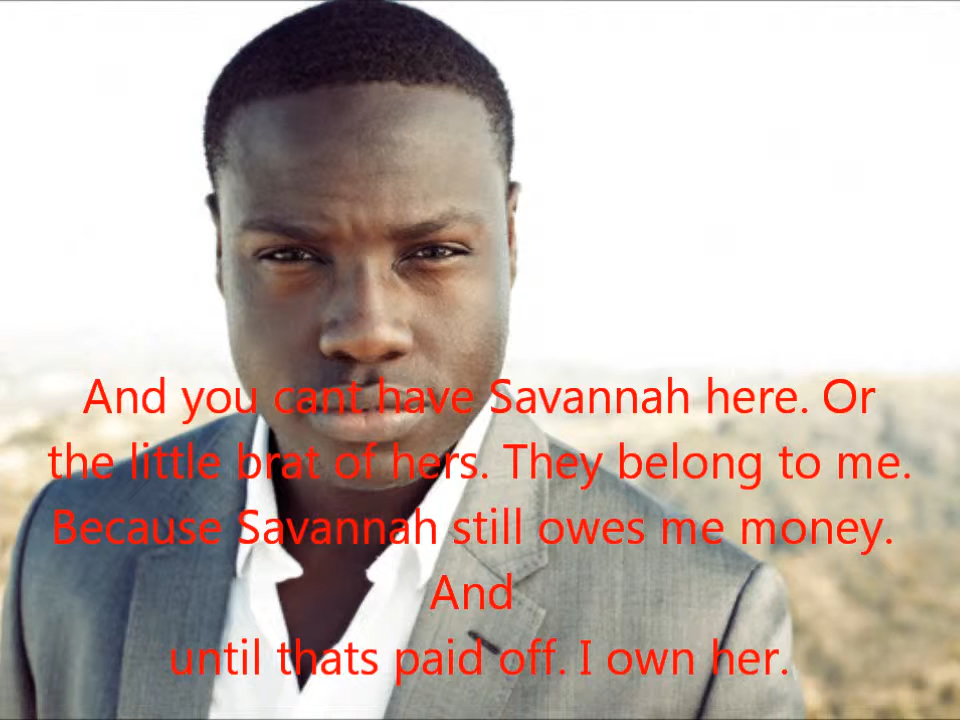 And you cant have Savannah here. Or
the little brat of hers. They belong to me.
Because Savannah still owes me money.
And
until thats paid off. I own her.